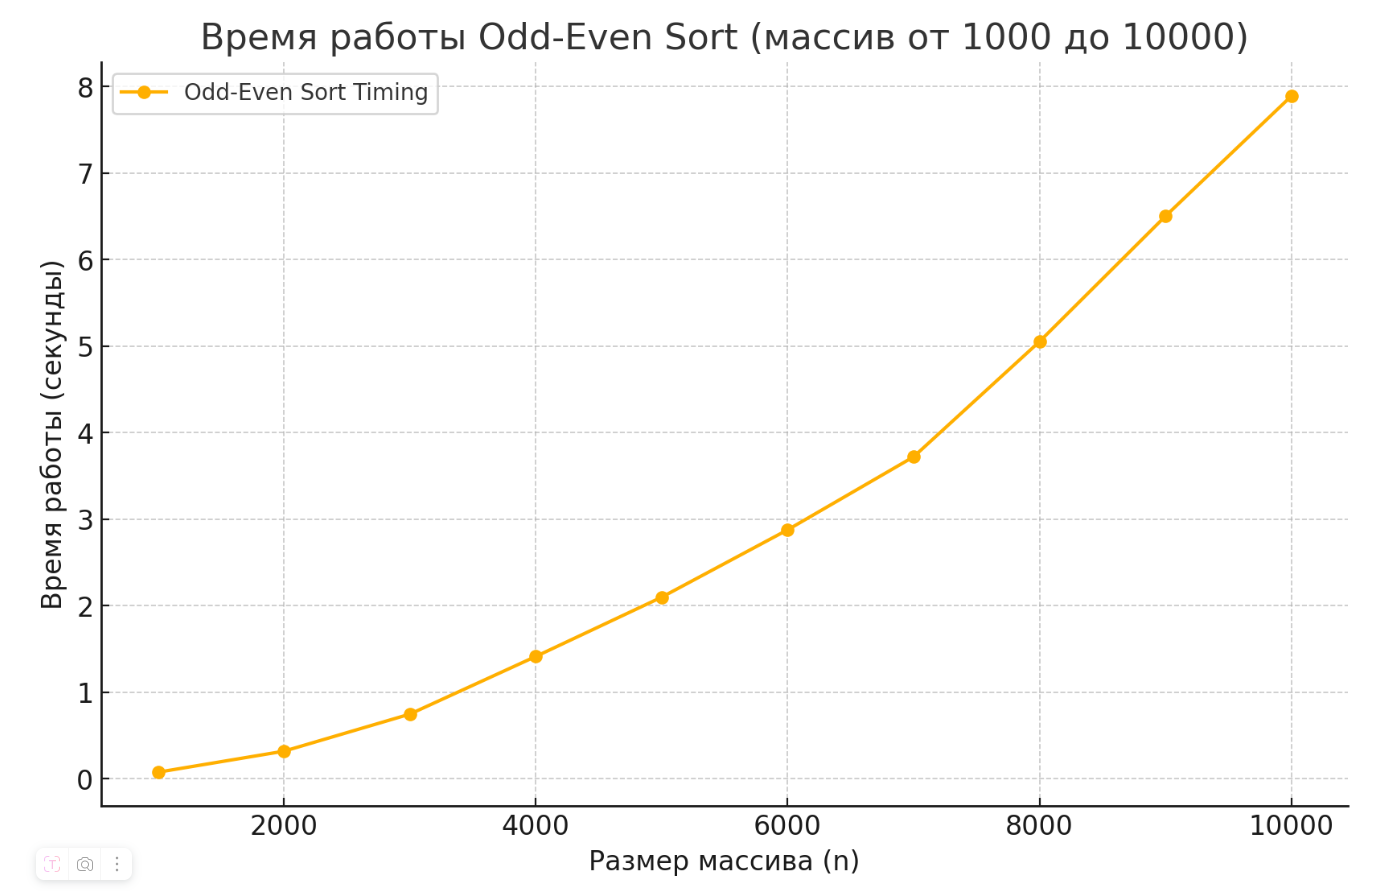 Время работы Odd-Even Sort (массив от 1000 до 10000)
Odd-Even Sort Timing
8
7
6
5
4
3
2
1
0
Время работы (секунды)
2000 4000 6000 8000 10000
Размер массива (n)